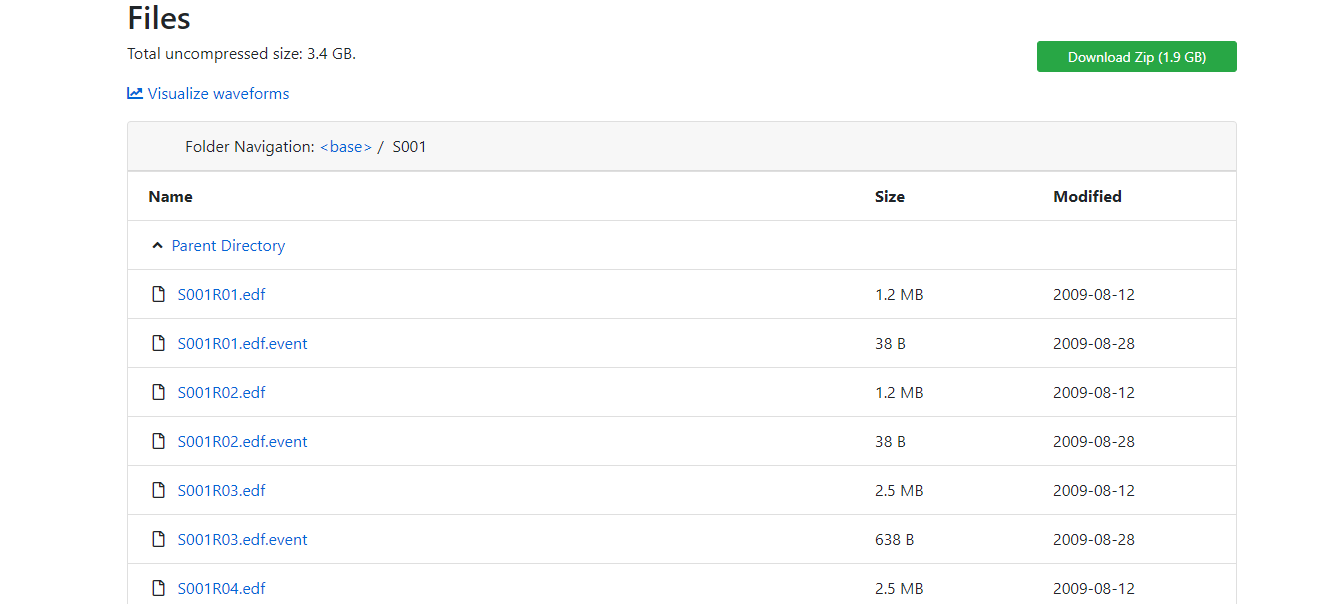 Files
Total uncompressed size: 3.4 GB.
Download Zip (1.9 GB)
Visualize waveforms
Folder Navigation: <base> / S001
Name Size Modified
Parent Directory
S001R01.edf 1.2 MB 2009-08-12
S001R01.edf.event 38 B 2009-08-28
S001R02.edf 1.2 MB 2009-08-12
S001R02.edf.event 38 B 2009-08-28
S001R03.edf 2.5 MB 2009-08-12
S001R03.edf.event 638 B 2009-08-28
S001R04.edf 2.5 MB 2009-08-12